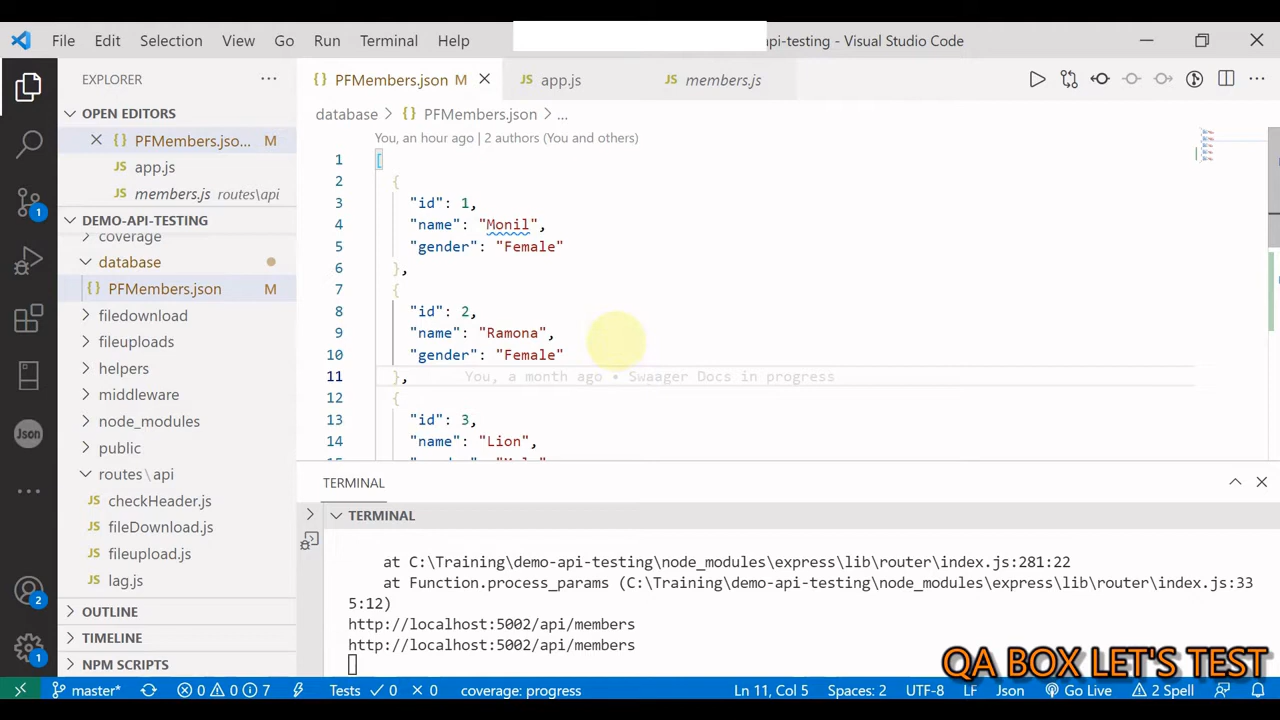 File Edit Selection View Go Run Terminal Help api-testing - Visual Studio Code
EXPLORER
OPEN EDITORS
PFMembers.jso... M
app.js
members.js routes\api
DEMO-API-TESTING
coverage
database
PFMembers.json M
filedownload
fileuploads
helpers
middleware
node_modules
public
routes\api
checkHeader.js
fileDownload.js
fileupload.js
lag.js
OUTLINE
TIMELINE
NPM SCRIPTS
PFMembers.json M app.js members.js
database > PFMembers.json > ...
You, an hour ago | 2 authors (You and others)
1 [
2 {
3 "id": 1,
4 "name": "Monil",
5 "gender": "Female"
6 },
7 {
8 "id": 2,
9 "name": "Ramona",
10 "gender": "Female"
11 }, You, a month ago • Swaager Docs in progress
12 {
13 "id": 3,
14 "name": "Lion",
TERMINAL
TERMINAL
at C:\Training\demo-api-testing\node_modules\express\lib\router\index.js:281:22
at Function.process_params (C:\Training\demo-api-testing\node_modules\express\lib\router\index.js:33
5:12)
http://localhost:5002/api/members
http://localhost:5002/api/members
QA BOX LET'S TEST
master* 0 0 7 Tests 0 0 coverage: progress Ln 11, Col 5 Spaces: 2 UTF-8 LF Json Go Live 2 Spell
1
Json
2
1